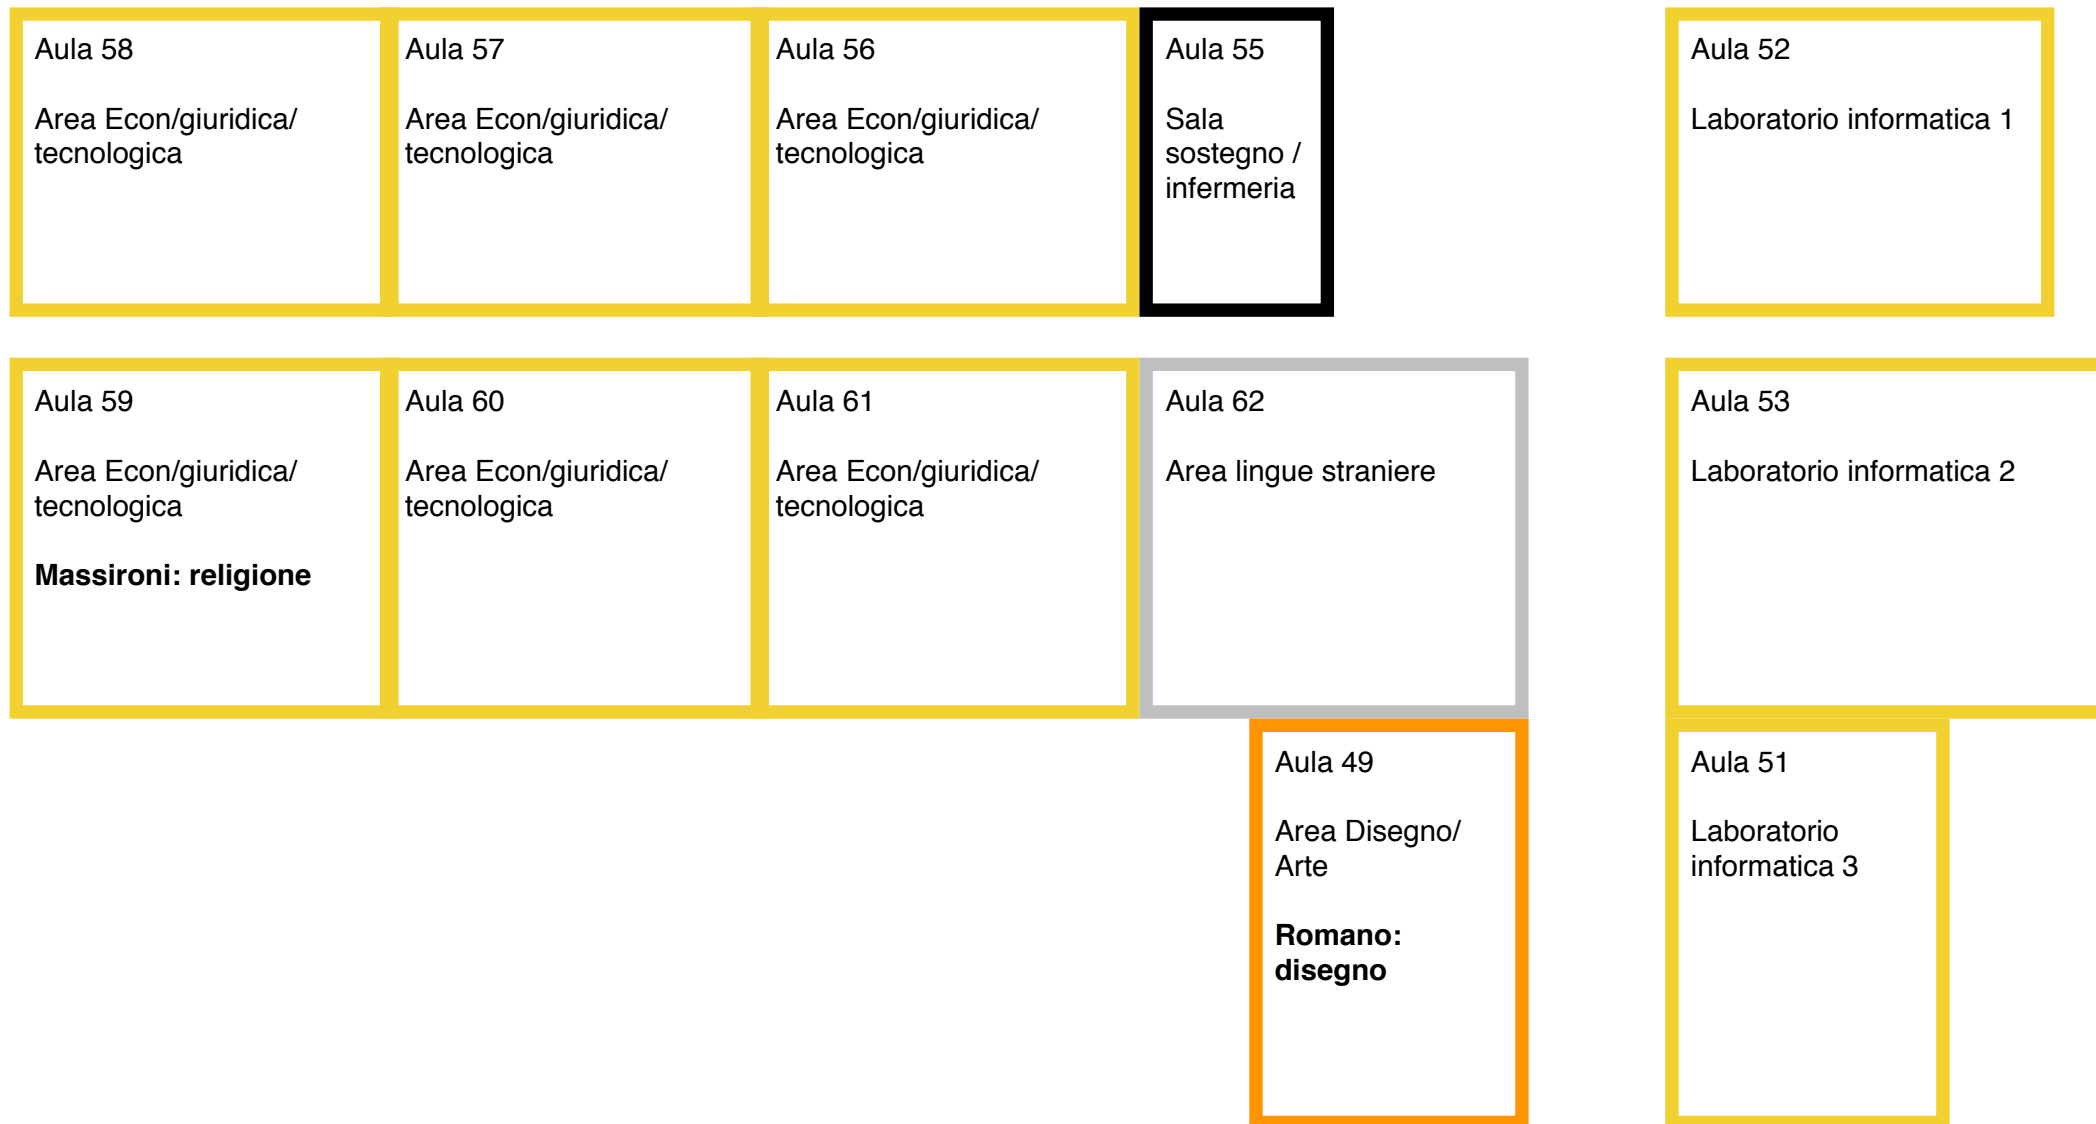 Aula 58
Area Econ/giuridica/
tecnologica
Aula 57
Area Econ/giuridica/
tecnologica
Aula 56
Area Econ/giuridica/
tecnologica
Aula 55
Sala
sostegno /
infermeria
Aula 52
Laboratorio informatica 1
Aula 59
Area Econ/giuridica/
tecnologica
Massironi: religione
Aula 60
Area Econ/giuridica/
tecnologica
Aula 61
Area Econ/giuridica/
tecnologica
Aula 62
Area lingue straniere
Aula 53
Laboratorio informatica 2
Aula 49
Area Disegno/
Arte
Romano:
disegno
Aula 51
Laboratorio
informatica 3